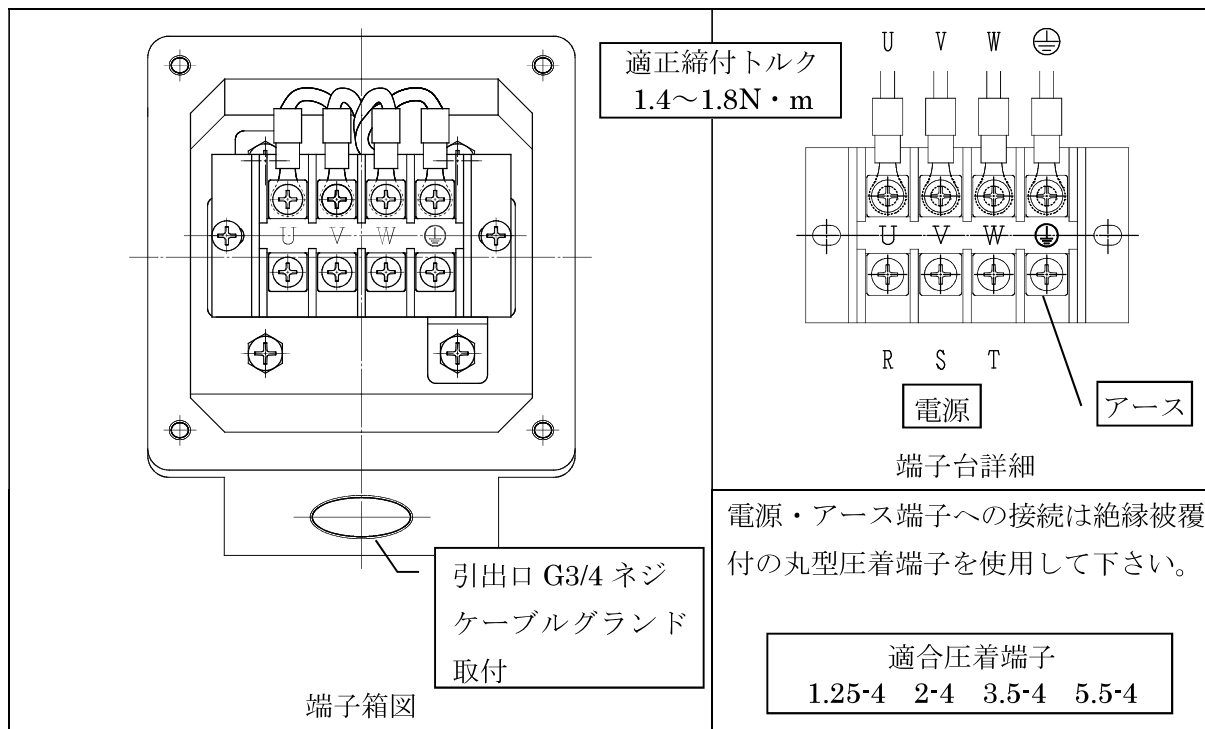 適正締付トルク
1.4～1.8N・m
U V W
引出口 G3/4 ネジ
ケーブルグランド
取付
端子箱図
U V W
U V W
R S T
電源
アース
端子台詳細
電源・アース端子への接続は絶縁被覆
付の丸型圧着端子を使用して下さい。
適合圧着端子
1.25-4 2-4 3.5-4 5.5-4